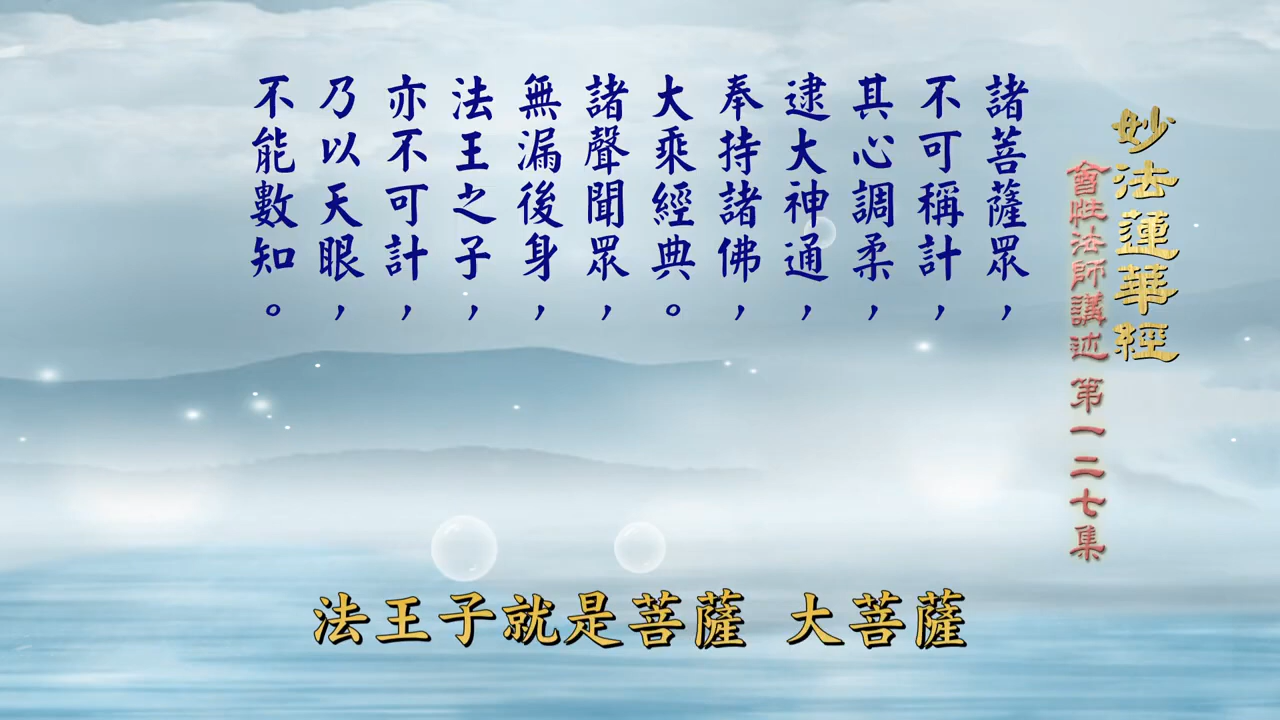 妙法蓮華經
會性法師講述 第一二七集
諸菩薩眾，
不可稱計，
其心調柔，
逮大神通，
奉持諸佛，
大乘經典。
諸聲聞眾，
無漏後身，
法王之子，
亦不可計，
乃以天眼，
不能數知。
法王子就是菩薩 大菩薩